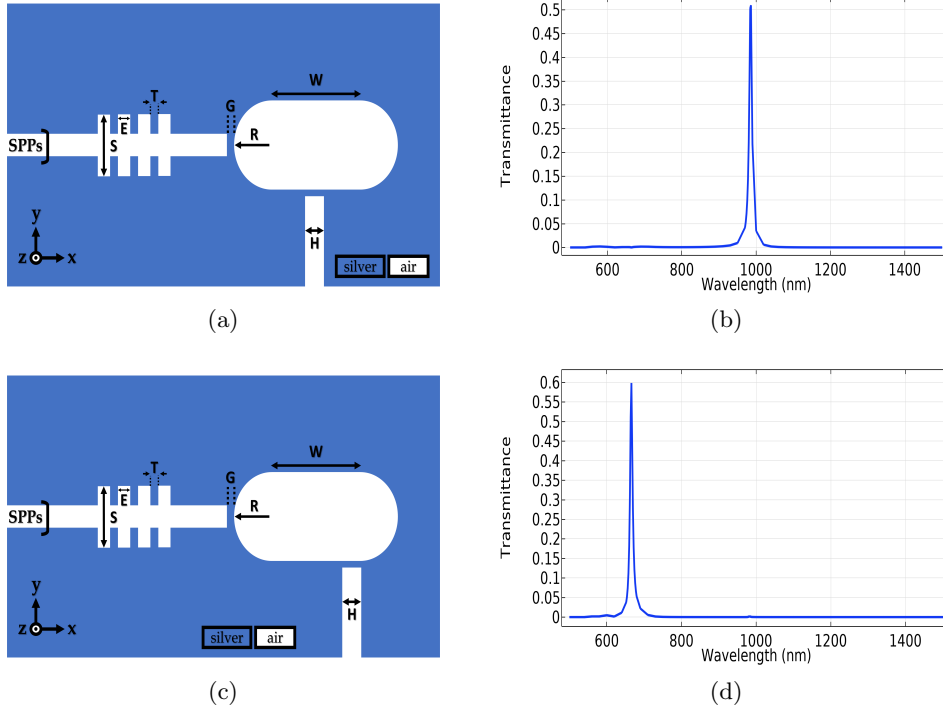 W
T
G
E
S
R
SPPs
y
z
x
H
silver
air
(a)
0.5
0.45
0.4
0.35
0.3
0.25
0.2
0.15
0.1
0.05
0
Transmittance
600
800
1000
1200
1400
Wavelength (nm)
(b)
W
T
G
E
S
R
SPPs
y
z
x
H
silver
air
(c)
0.6
0.55
0.5
0.45
0.4
0.35
0.3
0.25
0.2
0.15
0.1
0.05
0
Transmittance
600
800
1000
1200
1400
Wavelength (nm)
(d)